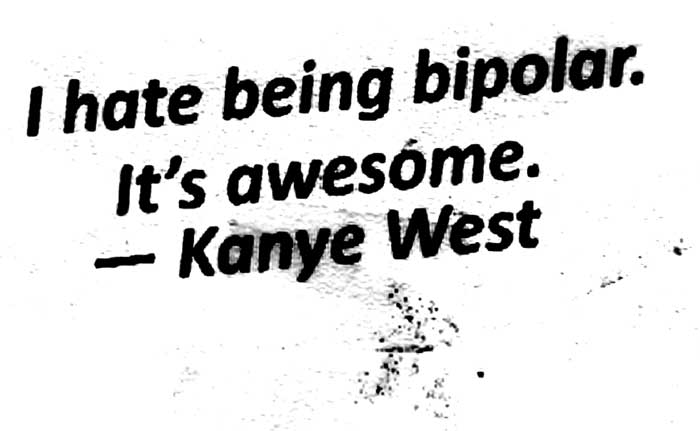 I hate being bipolar.
It's awesome.
— Kanye West